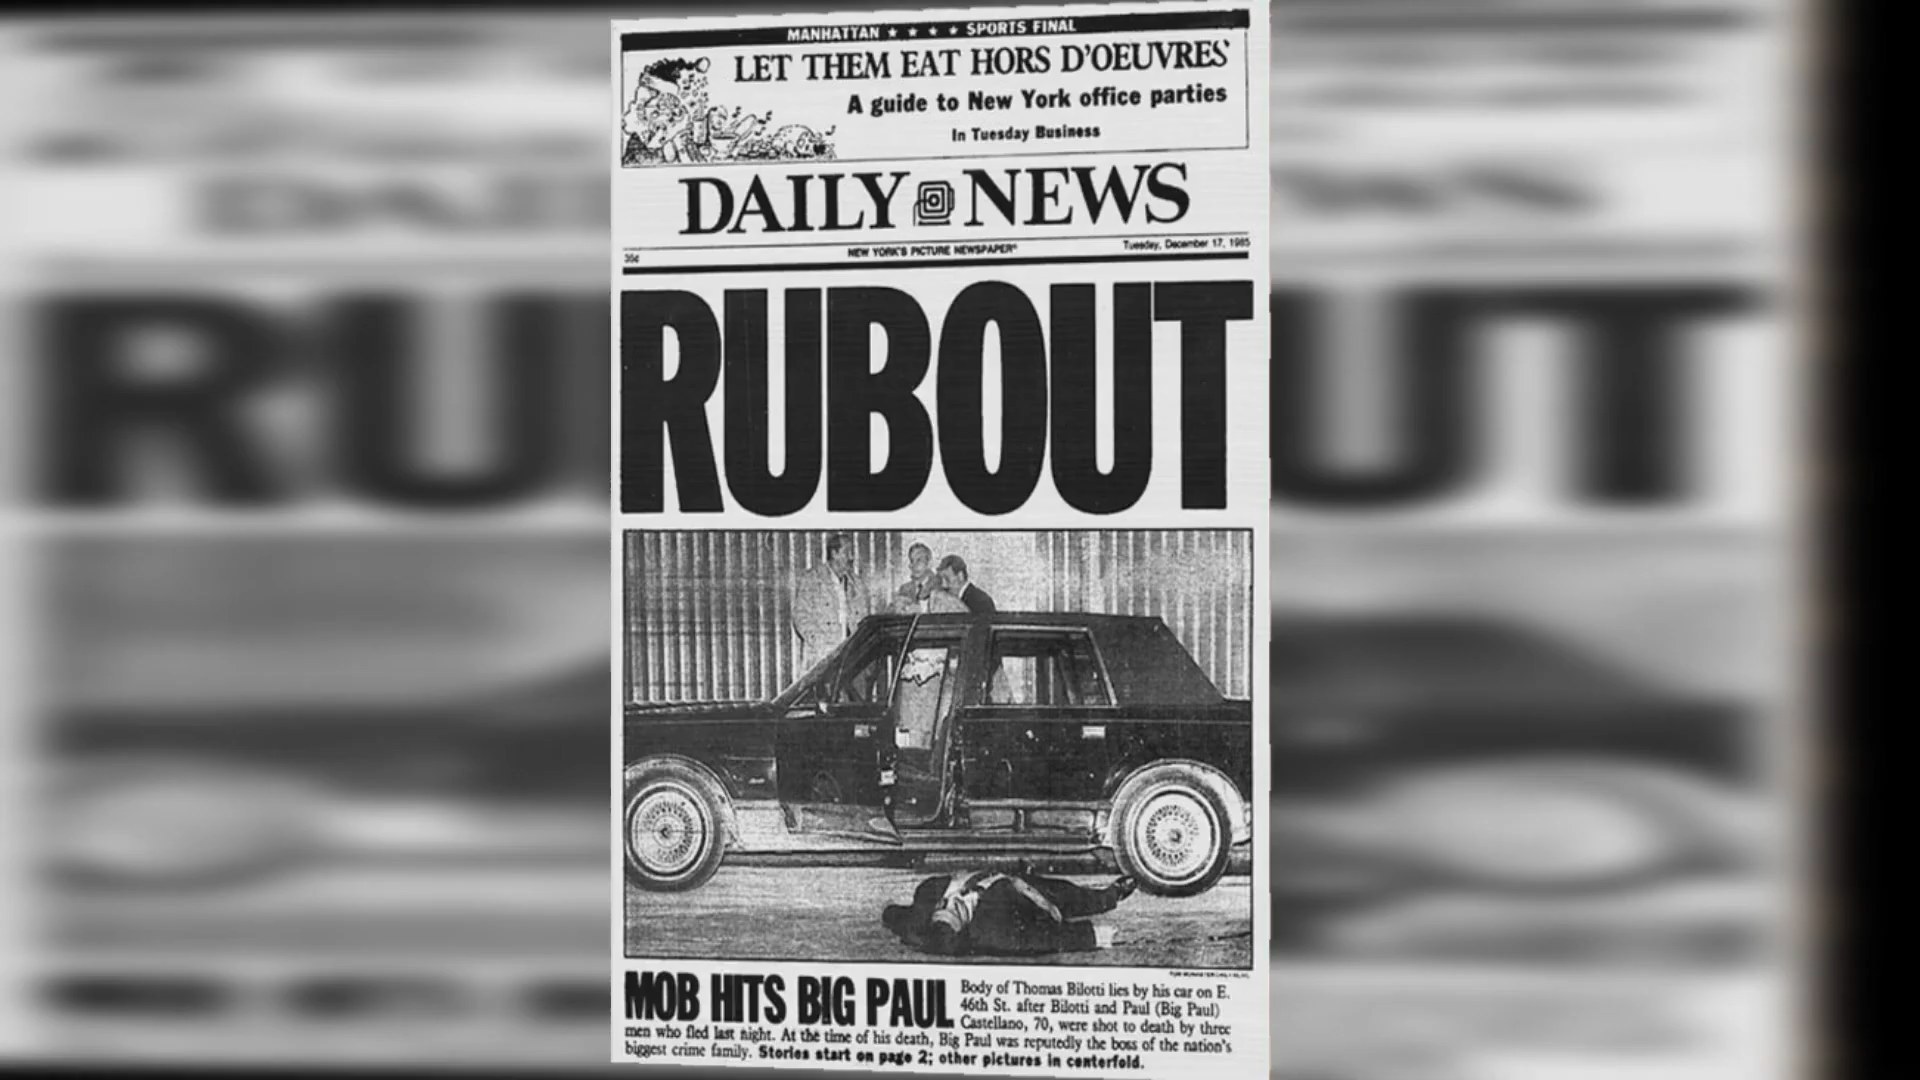 MANHATTAN ★ ★ ★ ★ SPORTS FINAL
LET THEM EAT HORS D'OEUVRES
A guide to New York office parties
In Tuesday Business
DAILY NEWS
35¢
NEW YORK'S PICTURE NEWSPAPER®
Tuesday, December 17, 1985
RUBOUT
MOB HITS BIG PAUL
Body of Thomas Bilotti lies by his car on E.
46th St. after Bilotti and Paul (Big Paul)
Castellano, 70, were shot to death by three
men who fled last night. At the time of his death, Big Paul was reputedly the boss of the nation's
biggest crime family. Stories start on page 2; other pictures in centerfold.